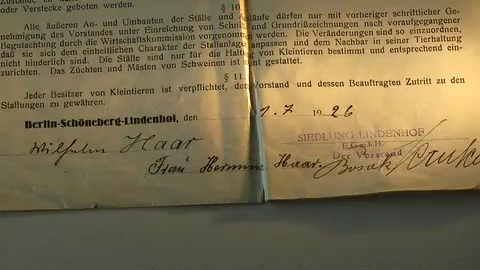 oder Verstecke geboten werden.
§ 10.
Alle äußeren An- und Umbauten der Ställe und Ausläufe dürfen nur mit vorheriger schriftlicher Ge-
nehmigung des Vorstandes unter Einreichung von Schnitt- und Grundrißzeichnungen nach voraufgegangener
Begutachtung durch die Wirtschaftskommission vorgenommen werden. Die Veränderungen sind so einzuordnen,
daß sie sich dem einheitlichen Charakter der Stallanlage anpassen und Nachbar in seiner Tierhaltung
nicht hinderlich sind. Die Ställe sind nur für die Haltung von Kleintieren bestimmt und entsprechend ein-
zurichten. Das Züchten und Mästen von Schweinen ist nicht gestattet.
§ 11.
Jeder Besitzer von Kleintieren ist verpflichtet, dem Vorstand und dessen Beauftragten Zutritt zu den
Stallungen zu gewähren.
Berlin-Schöneberg-Lindenhof, den 1.7 1926
Wilhelm Haar
SIEDLUNG LINDENHOF
E.G.m.b.H.
Der Vorstand
Frau Haar